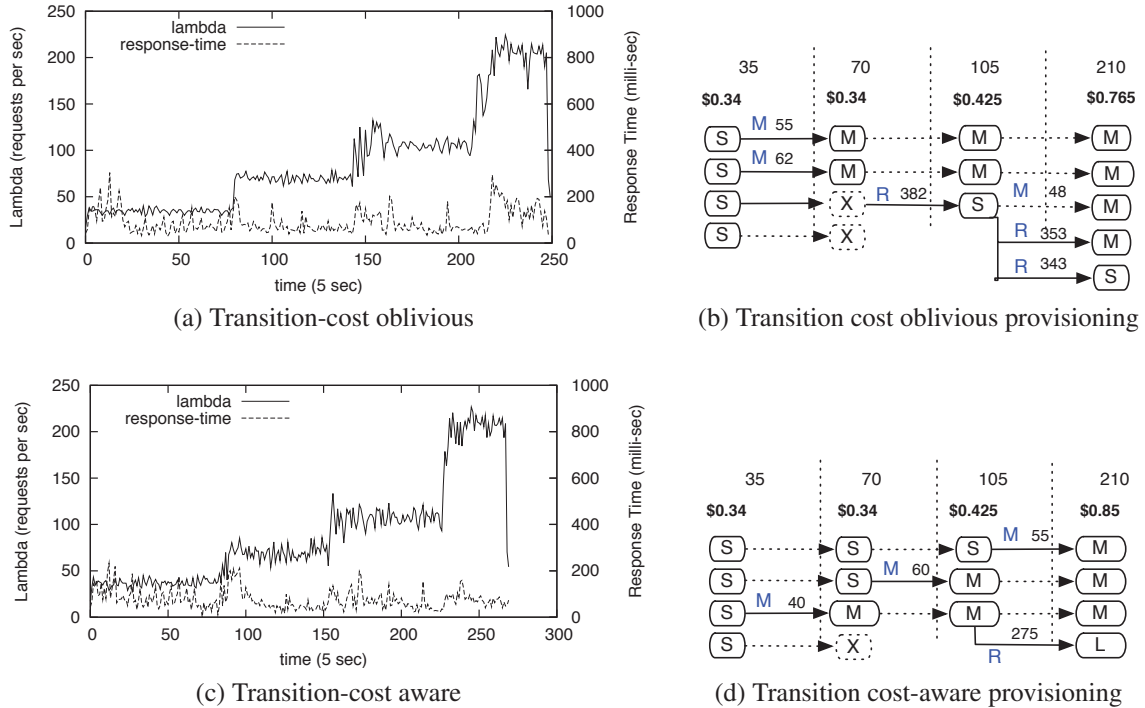 250
200
150
100
50
0
Lambda (requests per sec)
lambda
response-time
1000
800
600
400
200
0
Response Time (milli-sec)
0 50 100 150 200 250
time (5 sec)
(a) Transition-cost oblivious
35 70 105 210
$0.34 $0.34 $0.425 $0.765
S M 55 M M M
S M 62 M M M
S X R 382 S M 48 M
S X R 353 M
R 343 S
(b) Transition cost oblivious provisioning
250
200
150
100
50
0
Lambda (requests per sec)
lambda
response-time
1000
800
600
400
200
0
Response Time (milli-sec)
0 50 100 150 200 250 300
time (5 sec)
(c) Transition-cost aware
35 70 105 210
$0.34 $0.34 $0.425 $0.85
S S S M 55 M
S S M 60 M M
S M 40 M M M
S X R 275 L
(d) Transition cost-aware provisioning